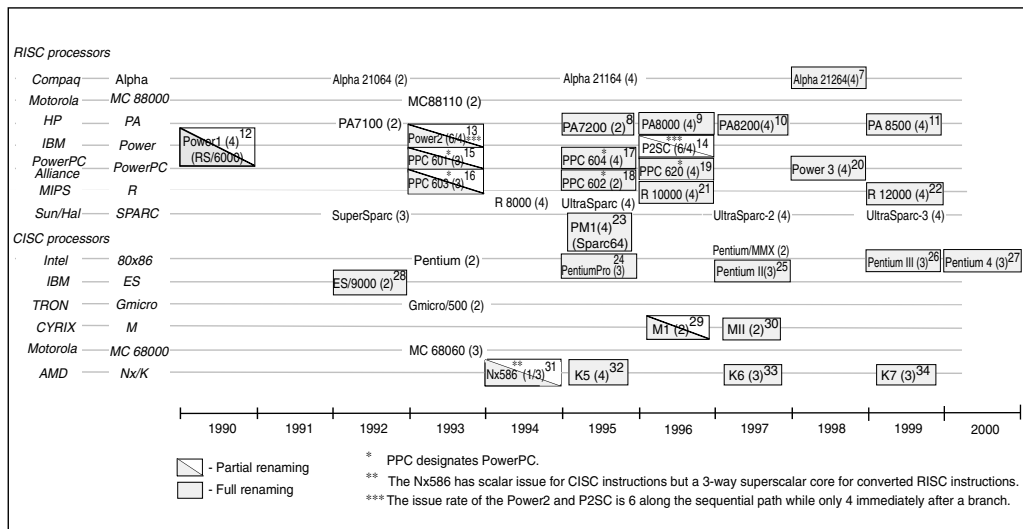 RISC processors
Compaq Alpha Alpha 21064 (2) Alpha 21164 (4) Alpha 21264(4) 7
Motorola MC 88000 MC88110 (2)
HP PA PA7100 (2) PA7200 (2) 8 PA8000 (4) 9 PA8200(4) 10 PA 8500 (4) 11
IBM Power Power1 (4) 12 (RS/6000) Power2 (6/4) 13 *** P2SC (6/4) 14 ***
PowerPC Alliance PowerPC PPC 601 (3) 15 * PPC 603 (3) 16 * PPC 604 (4) 17 * PPC 602 (2) 18 * PPC 620 (4) 19 * Power 3 (4) 20
MIPS R R 8000 (4) R 10000 (4) 21 R 12000 (4) 22
Sun/Hal SPARC SuperSparc (3) UltraSparc (4) UltraSparc-2 (4) UltraSparc-3 (4)
PM1(4) 23
(Sparc64)
CISC processors
Intel 80x86 Pentium (2) PentiumPro (3) 24 Pentium/MMX (2) Pentium II(3) 25 Pentium III (3) 26 Pentium 4 (3) 27
IBM ES ES/9000 (2) 28
TRON Gmicro Gmicro/500 (2)
CYRIX M M1 (2) 29 MII (2) 30
Motorola MC 68000 MC 68060 (3)
AMD Nx/K Nx586 (1/3) 31 ** K5 (4) 32 K6 (3) 33 K7 (3) 34
1990 1991 1992 1993 1994 1995 1996 1997 1998 1999 2000
- Partial renaming
- Full renaming
* PPC designates PowerPC.
** The Nx586 has scalar issue for CISC instructions but a 3-way superscalar core for converted RISC instructions.
*** The issue rate of the Power2 and P2SC is 6 along the sequential path while only 4 immediately after a branch.